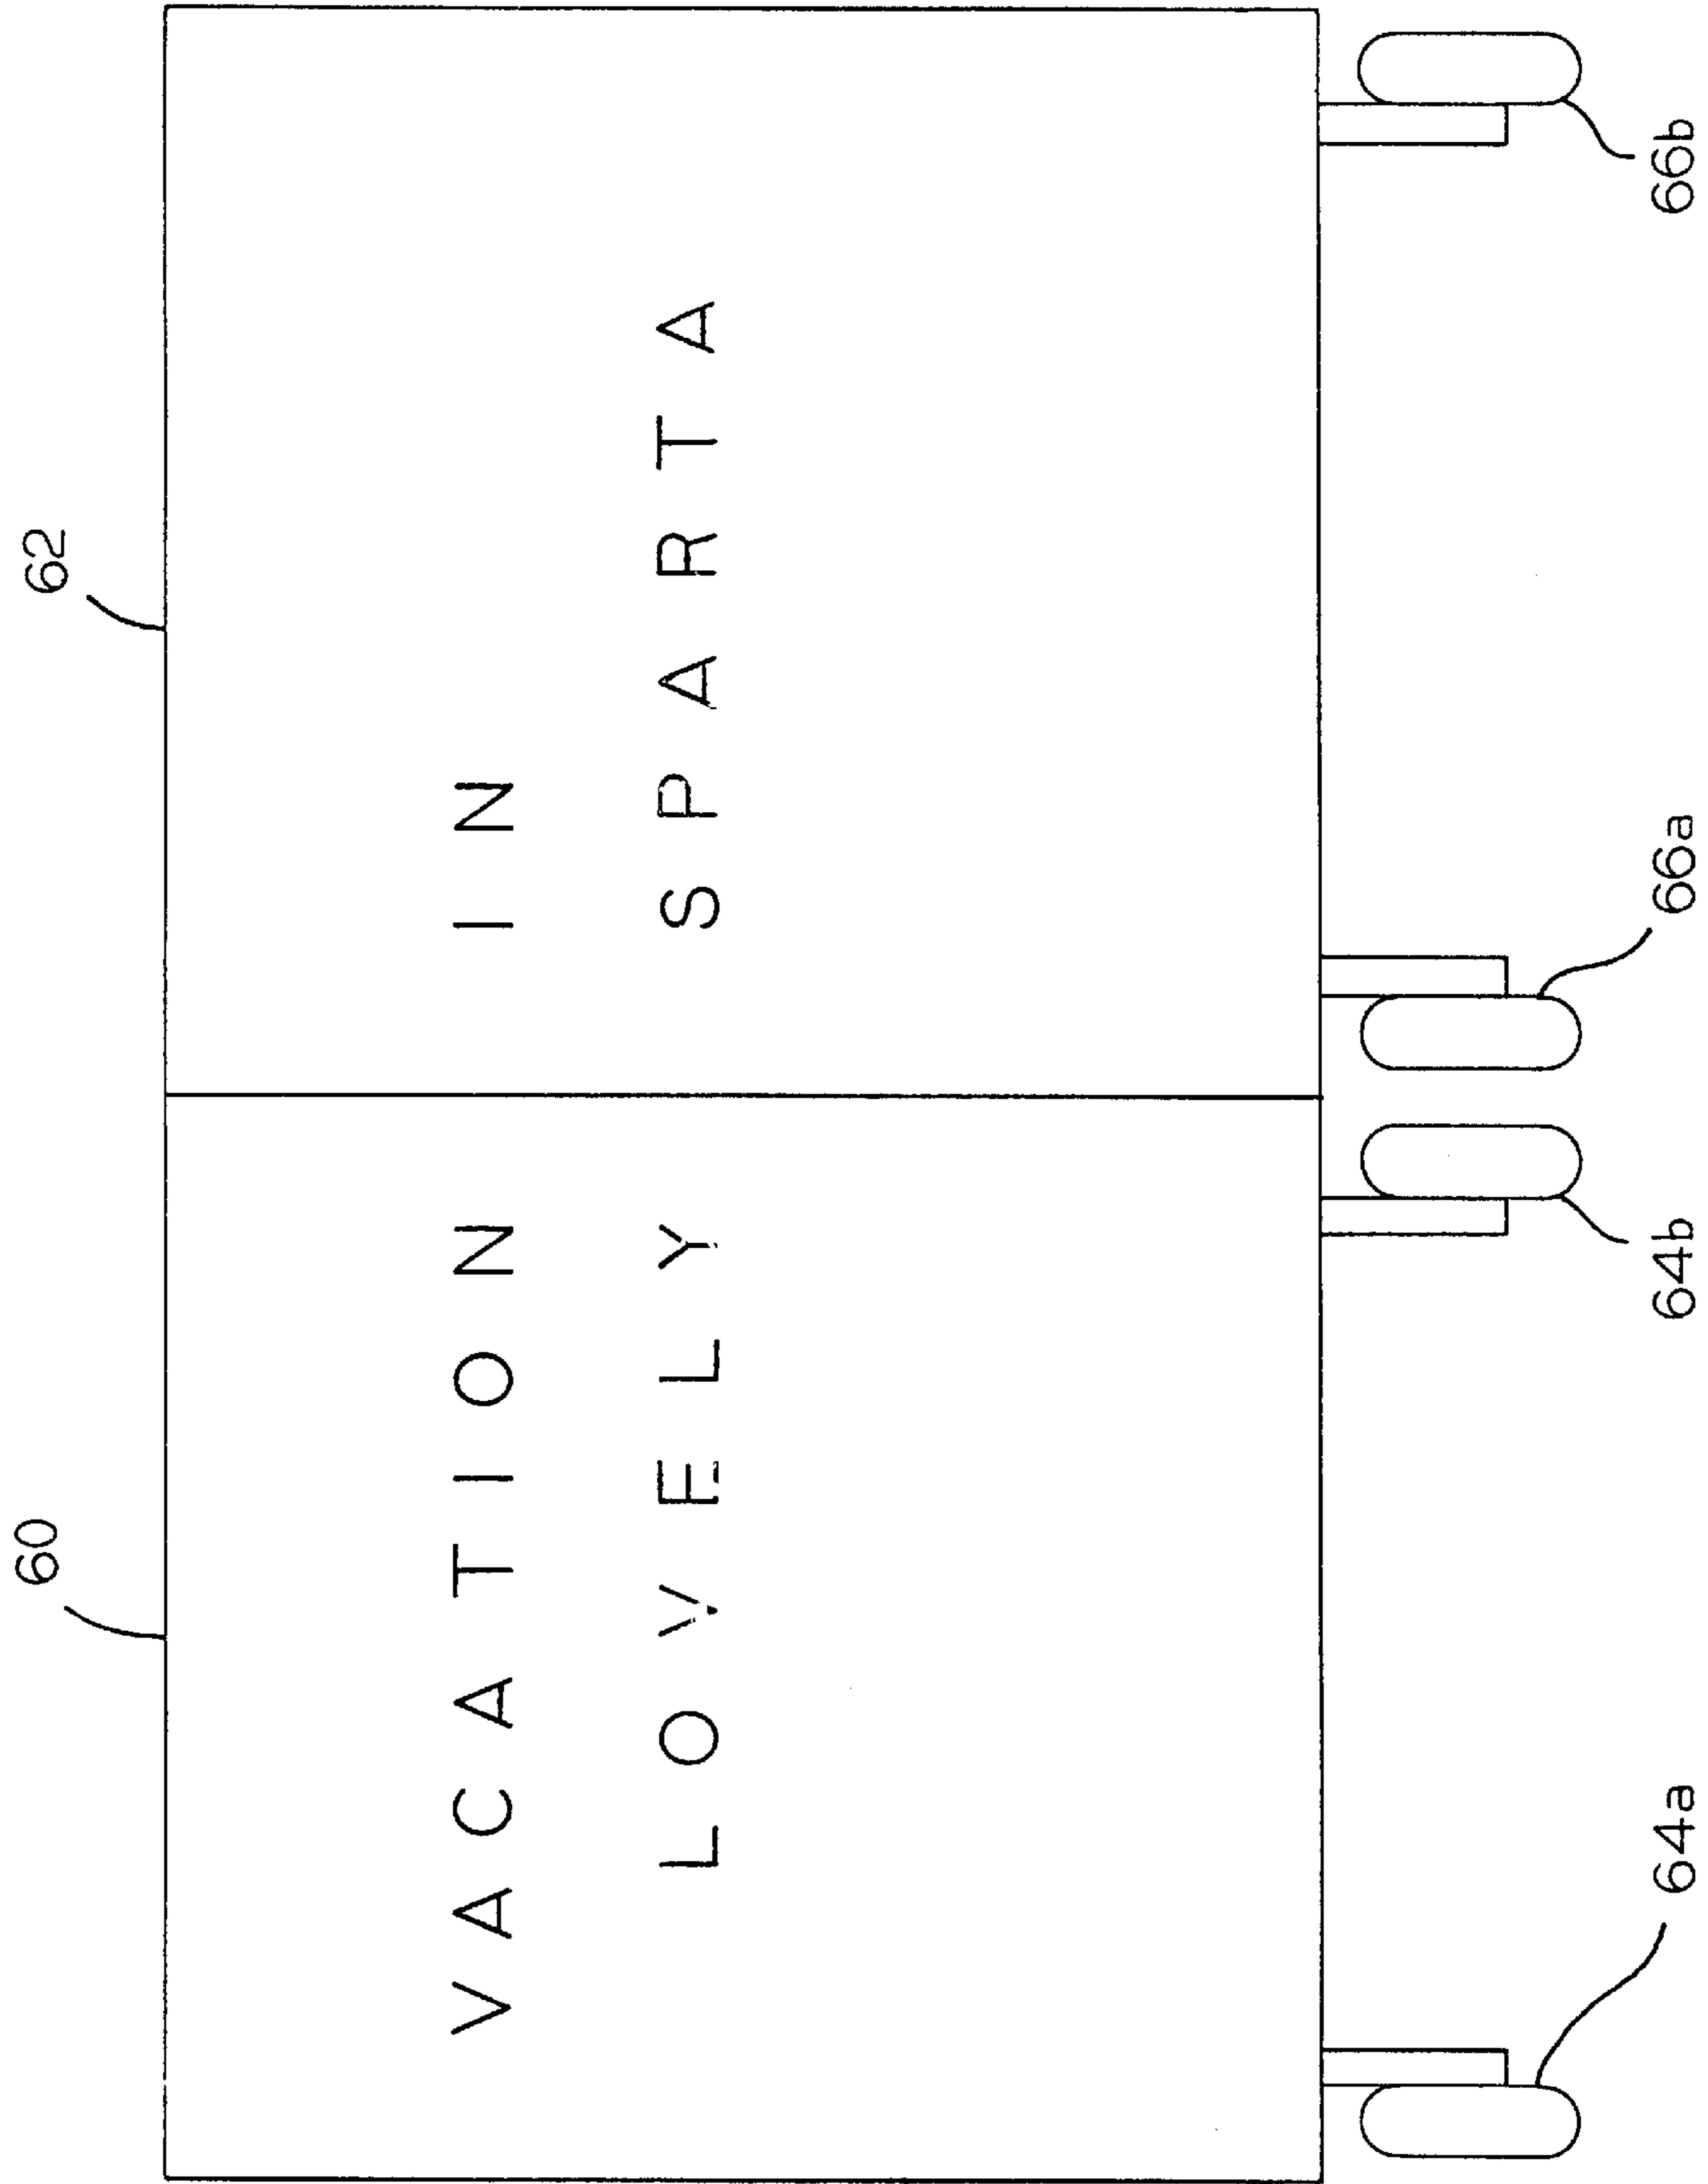 60
62
VACATION IN
LOVELY SPARTA
64a
64b
66a
66b